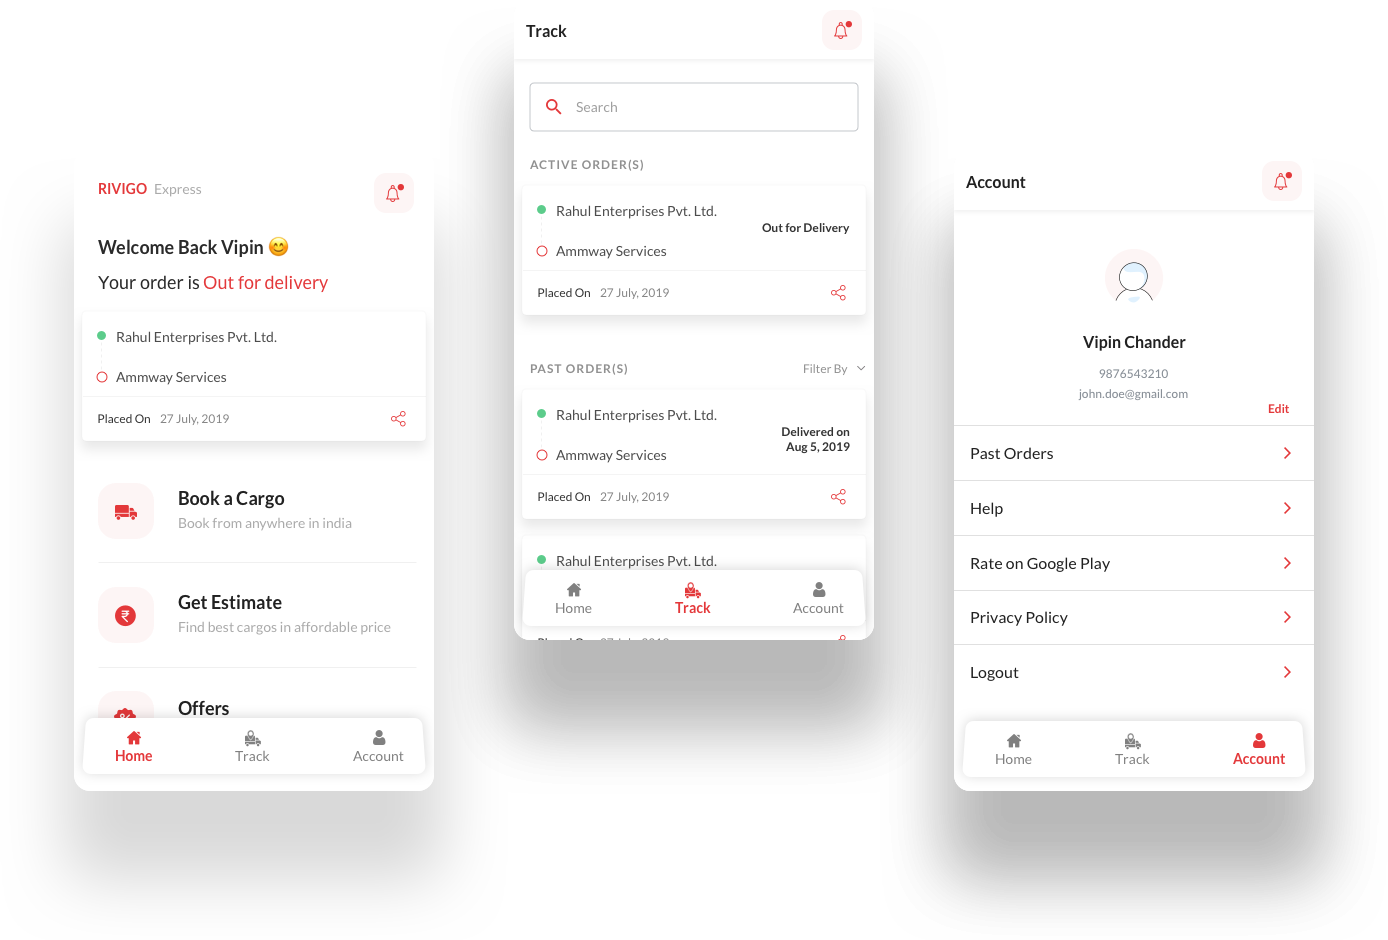 RIVIGO Express
Welcome Back Vipin 😊
Your order is Out for delivery
Rahul Enterprises Pvt. Ltd.
Ammway Services
Placed On 27 July, 2019
Book a Cargo
Book from anywhere in india
Get Estimate
Find best cargos in affordable price
Offers
Home Track Account
Track
Search
ACTIVE ORDER(S)
Rahul Enterprises Pvt. Ltd.
Out for Delivery
Ammway Services
Placed On 27 July, 2019
PAST ORDER(S) Filter By
Rahul Enterprises Pvt. Ltd.
Delivered on
Aug 5, 2019
Ammway Services
Placed On 27 July, 2019
Rahul Enterprises Pvt. Ltd.
Home Track Account
Account
Vipin Chander
9876543210
john.doe@gmail.com
Edit
Past Orders
Help
Rate on Google Play
Privacy Policy
Logout
Home Track Account